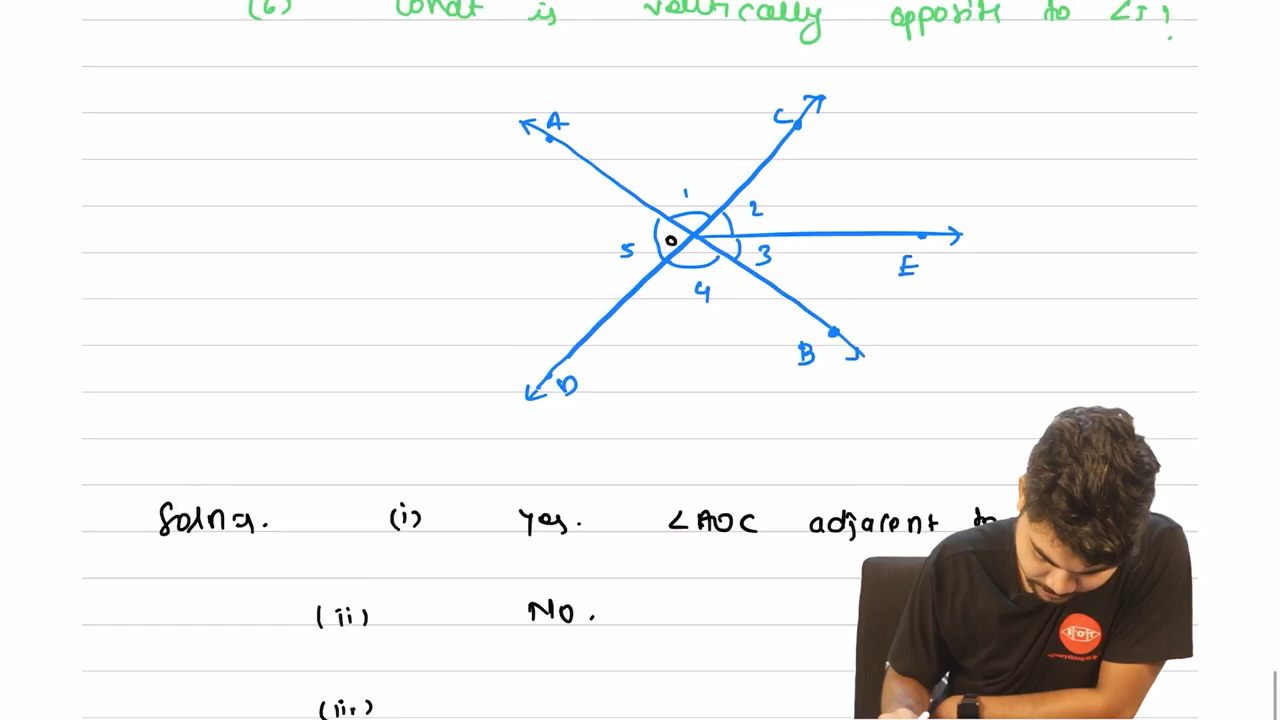 (6) What is vertically opposite to ∠5?
A
C
1
2
O
5
3
E
4
B
D
Soln⇒. (i) Yes. ∠AOC adjacent to
(ii) No.
(iii)